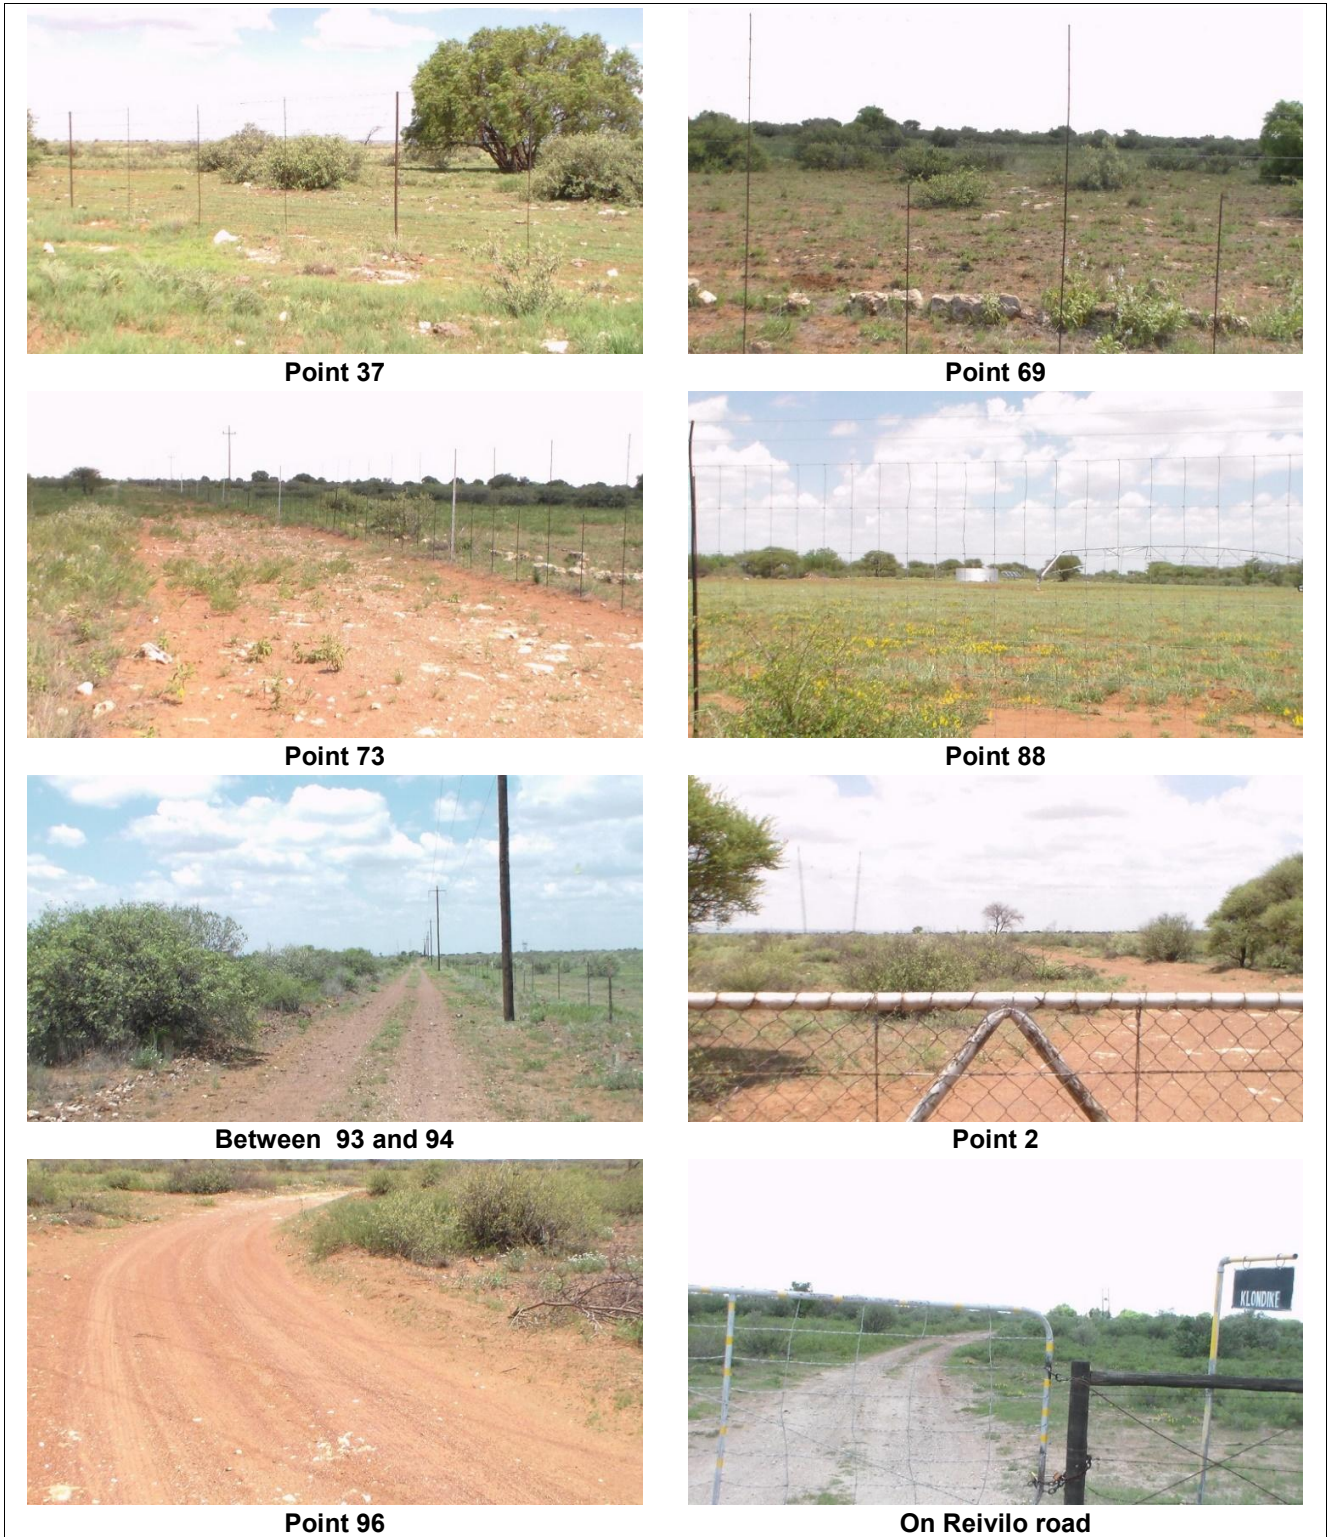 Point 37
Point 69
Point 73
Point 88
Between 93 and 94
Point 2
KLONDIKE
Point 96
On Reivilo road